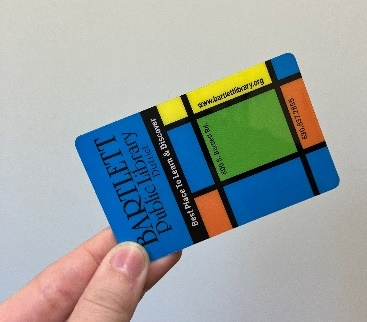 BARTLETT
Public Library
District
Best Place To Learn & Discover
www.bartlettlibrary.org
800 S. Bartlett Rd.
630.837.2855